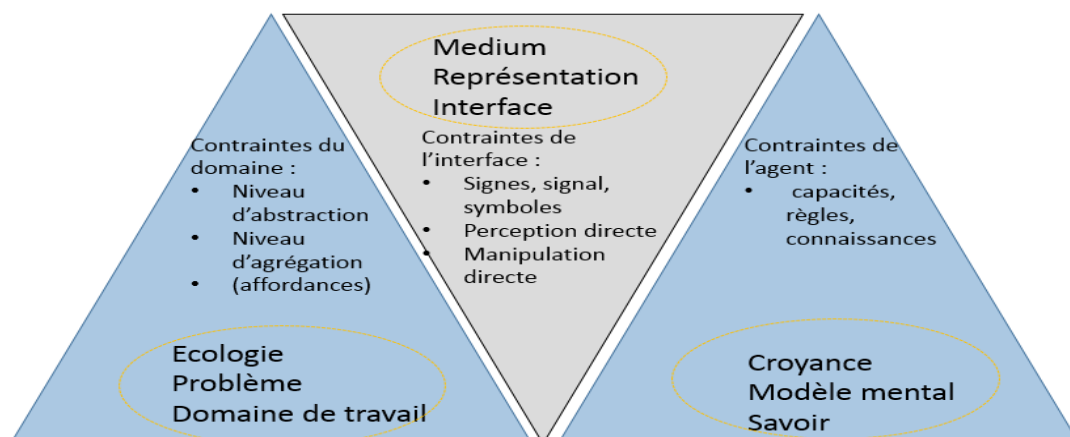 Medium
Représentation
Interface
Contraintes du
domaine :
• Niveau
d'abstraction
• Niveau
d'agrégation
• (affordances)
Contraintes de
l'interface :
• Signes, signal,
symboles
• Perception directe
• Manipulation
directe
Contraintes de
l'agent :
• capacités,
règles,
connaissances
Ecologie
Problème
Domaine de travail
Croyance
Modèle mental
Savoir